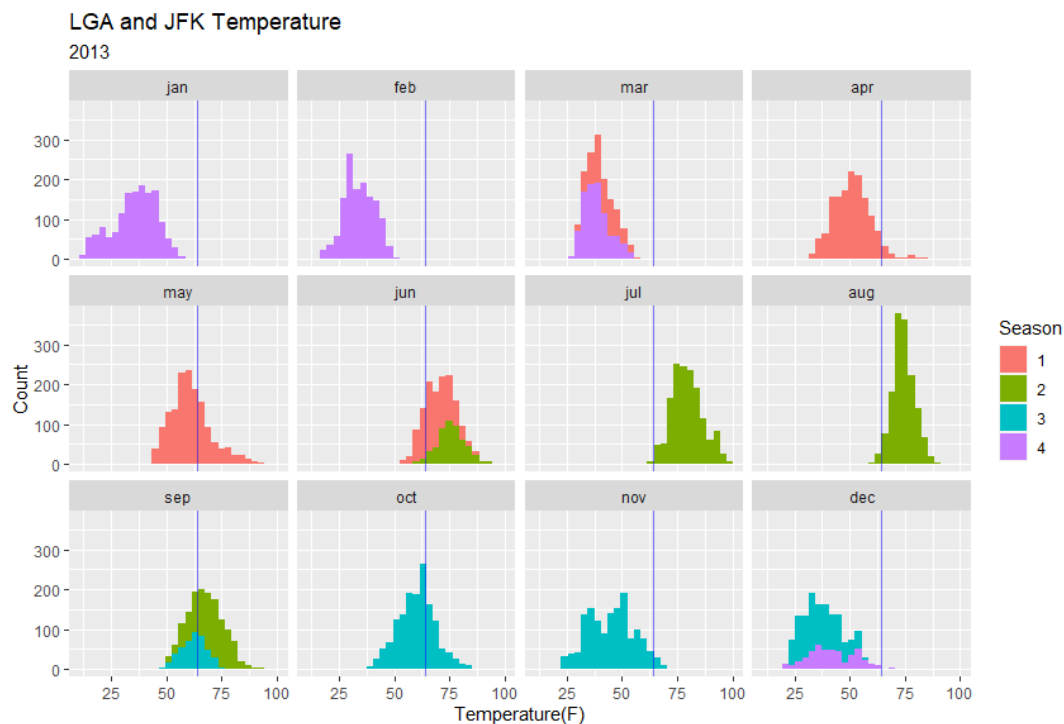 LGA and JFK Temperature
2013
jan feb mar apr
300
200
100
0
may jun jul aug
300
200
100
0
sep oct nov dec
300
200
100
0
25 50 75 100 25 50 75 100 25 50 75 100 25 50 75 100
Temperature(F)
Count
Season
1
2
3
4